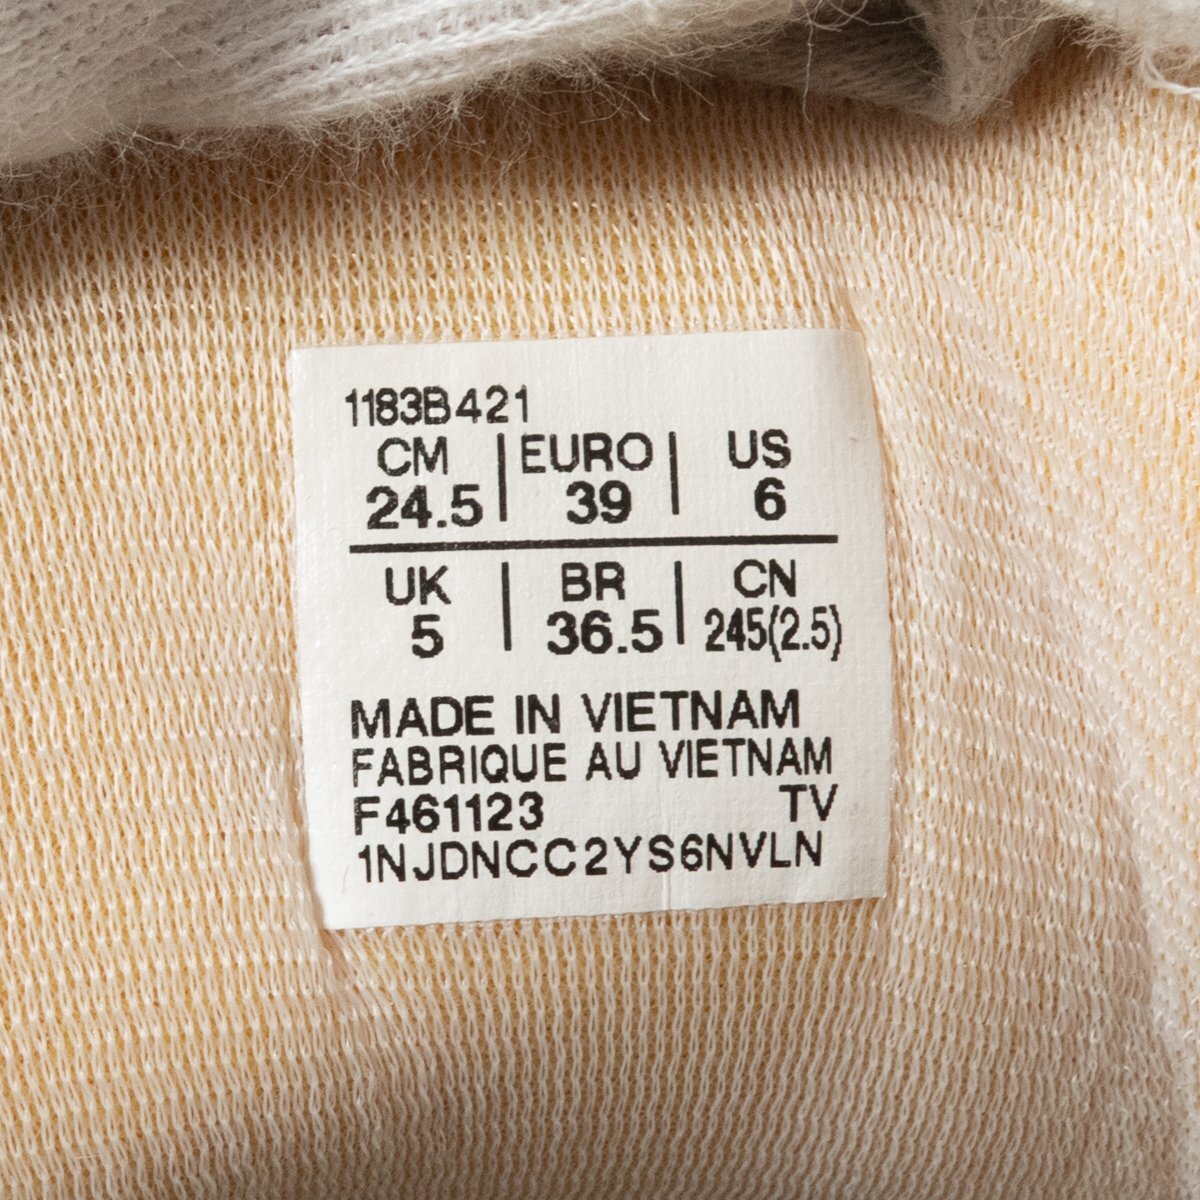 1183B421
CM | EURO | US
24.5 | 39 | 6
UK | BR | CN
5 | 36.5 | 245(2.5)
MADE IN VIETNAM
FABRIQUE AU VIETNAM
F461123 TV
1NJDNCC2YS6NVLN